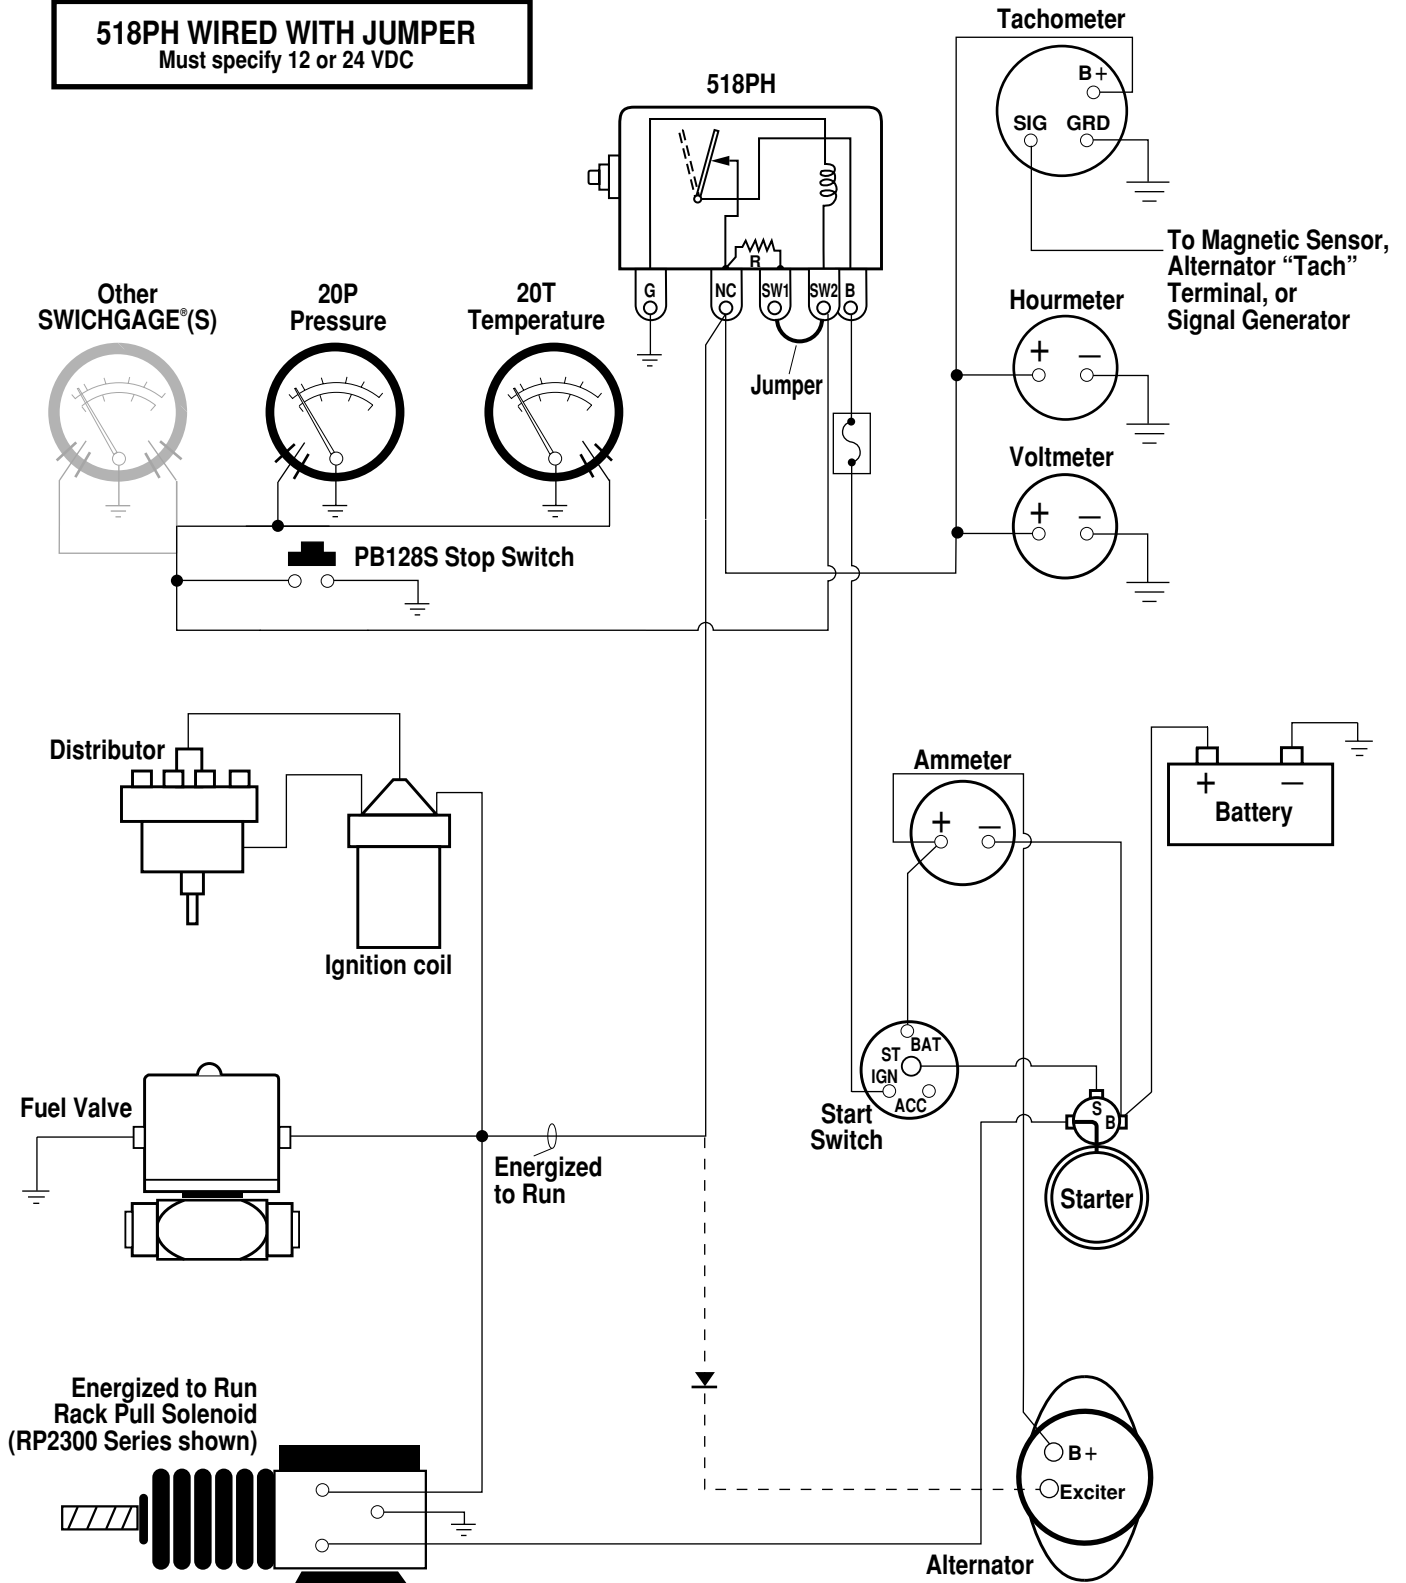 518PH WIRED WITH JUMPER
Must specify 12 or 24 VDC
518PH
Tachometer
B+
SIG
GRD
To Magnetic Sensor,
Alternator “Tach”
Terminal, or
Signal Generator
R
G
NC
SW1
SW2
B
Jumper
Other
SWICHGAGE®(S)
20P
Pressure
20T
Temperature
Hourmeter
+
–
Voltmeter
+
–
PB128S Stop Switch
Distributor
Ignition coil
Ammeter
+
–
+
–
Battery
Fuel Valve
Energized
to Run
BAT
ST
IGN
ACC
Start
Switch
S
B
Starter
Energized to Run
Rack Pull Solenoid
(RP2300 Series shown)
B+
Exciter
Alternator